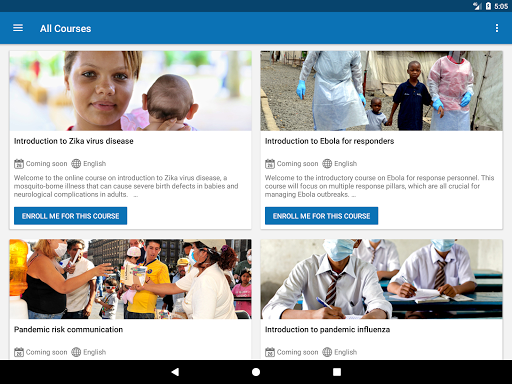 5:05
All Courses
Introduction to Zika virus disease
Coming soon English
Welcome to the online course on introduction to Zika virus disease, a
mosquito-borne illness that can cause severe birth defects in babies and
neurological complications in adults. ...
ENROLL ME FOR THIS COURSE
Introduction to Ebola for responders
Coming soon English
Welcome to the introductory course on Ebola for response personnel. This
course will focus on multiple response pillars, which are all crucial for
managing Ebola outbreaks. ...
ENROLL ME FOR THIS COURSE
Pandemic risk communication
Coming soon English
Introduction to pandemic influenza
Coming soon English